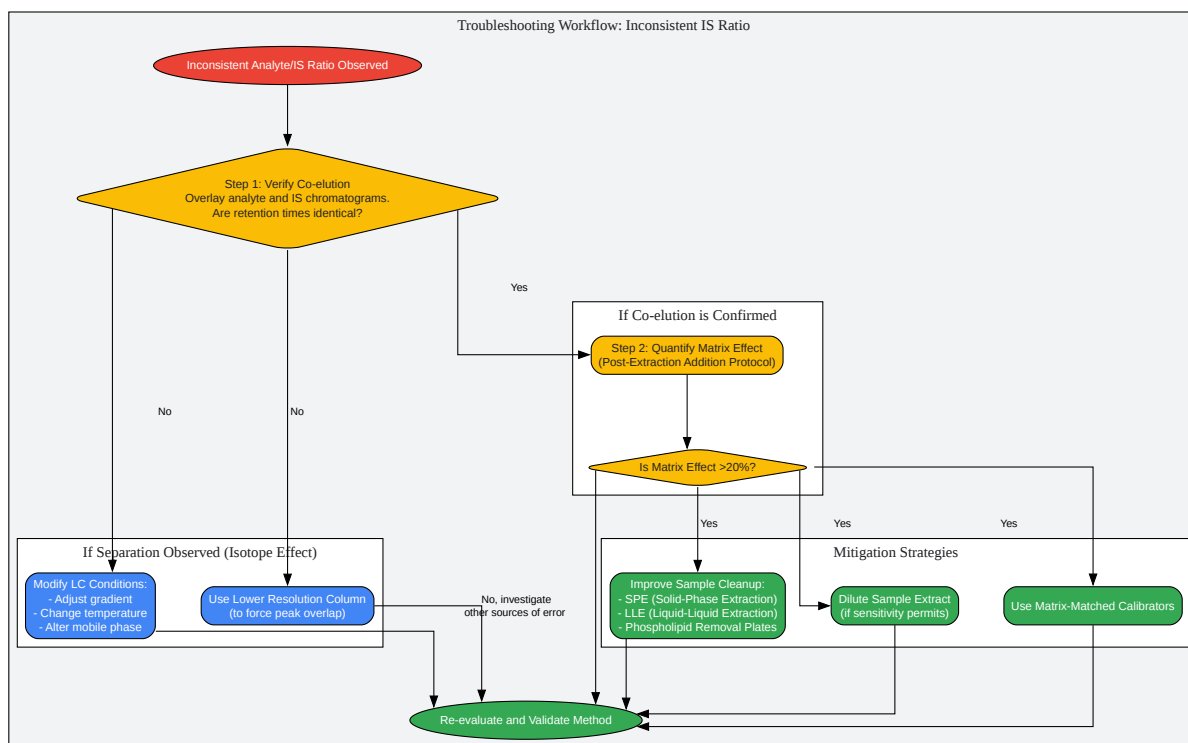 Troubleshooting Workflow: Inconsistent IS Ratio
Inconsistent Analyte/IS Ratio Observed
Step 1: Verify Co-elution
Overlay analyte and IS chromatograms.
Are retention times identical?
Yes
If Co-elution is Confirmed
Step 2: Quantify Matrix Effect
(Post-Extraction Addition Protocol)
No
No
Is Matrix Effect >20%?
Yes
Yes
Yes
If Separation Observed (Isotope Effect)
Modify LC Conditions:
- Adjust gradient
- Change temperature
- Alter mobile phase
Use Lower Resolution Column
(to force peak overlap)
No, investigate
other sources of error
Mitigation Strategies
Improve Sample Cleanup:
- SPE (Solid-Phase Extraction)
- LLE (Liquid-Liquid Extraction)
- Phospholipid Removal Plates
Dilute Sample Extract
(if sensitivity permits)
Use Matrix-Matched Calibrators
Re-evaluate and Validate Method